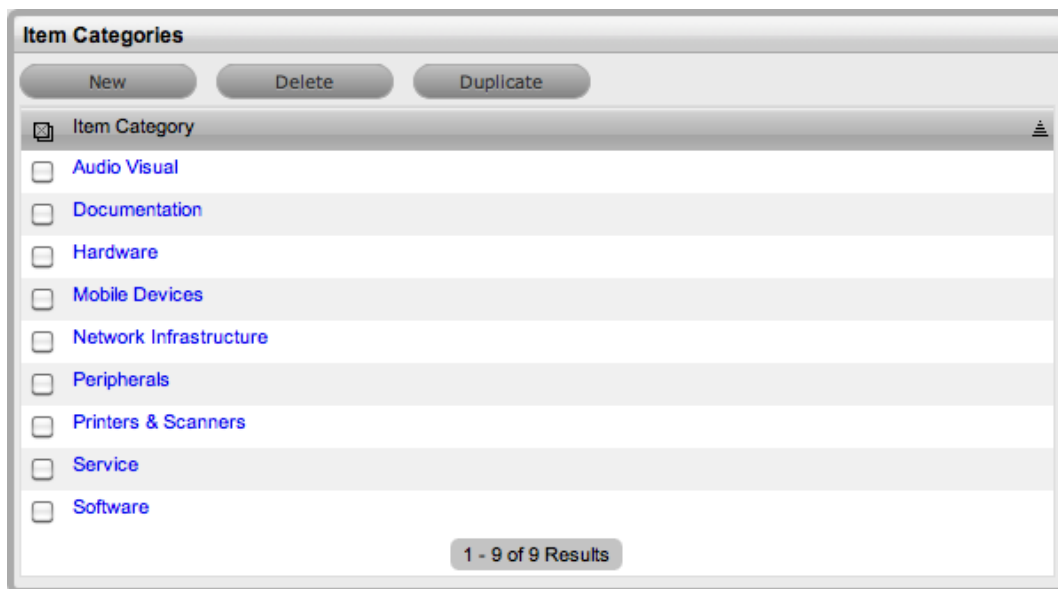 Item Categories
New Delete Duplicate
Item Category
Audio Visual
Documentation
Hardware
Mobile Devices
Network Infrastructure
Peripherals
Printers & Scanners
Service
Software
1 - 9 of 9 Results